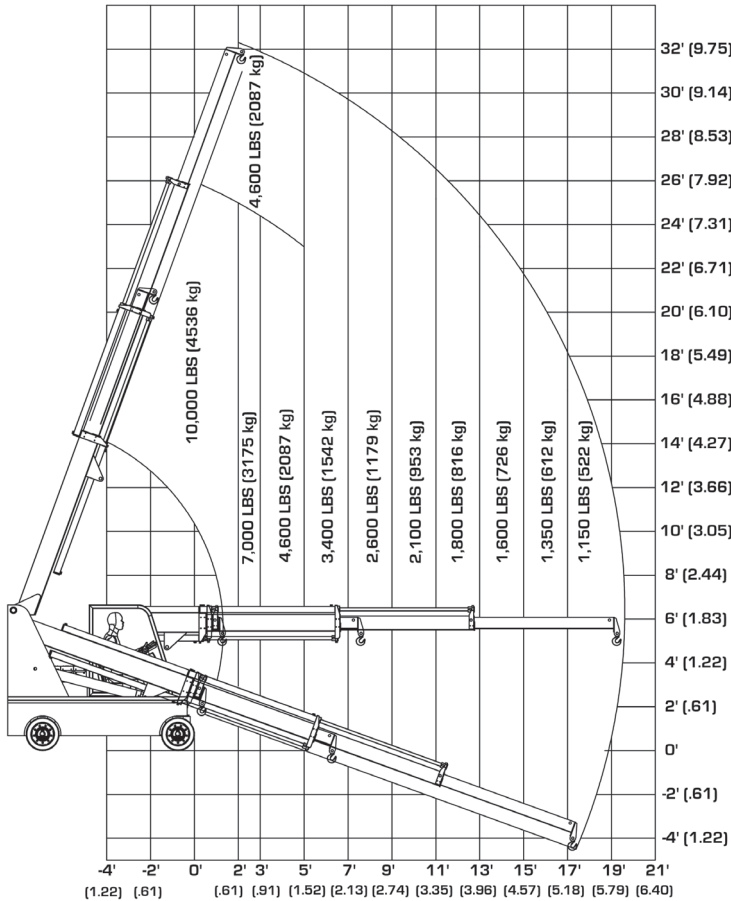 32' (9.75)
4,600 LBS (2087 kg)
30' (9.14)
28' (8.53)
26' (7.92)
24' (7.31)
22' (6.71)
10,000 LBS (4536 kg)
20' (6.10)
18' (5.49)
16' (4.88)
7,000 LBS (3175 kg)
4,600 LBS (2087 kg)
3,400 LBS (1542 kg)
2,600 LBS (1179 kg)
2,100 LBS (953 kg)
1,800 LBS (816 kg)
1,600 LBS (726 kg)
1,350 LBS (612 kg)
1,150 LBS (522 kg)
14' (4.27)
12' (3.66)
10' (3.05)
8' (2.44)
6' (1.83)
4' (1.22)
2' (.61)
0'
-2' (.61)
-4' (1.22)
-4' -2' 0' 2' 3' 5' 7' 9' 11' 13' 15' 17' 19' 21'
(1.22) (.61) (.61) (.91) (1.52) (2.13) (2.74) (3.35) (3.96) (4.57) (5.18) (5.79) (6.40)